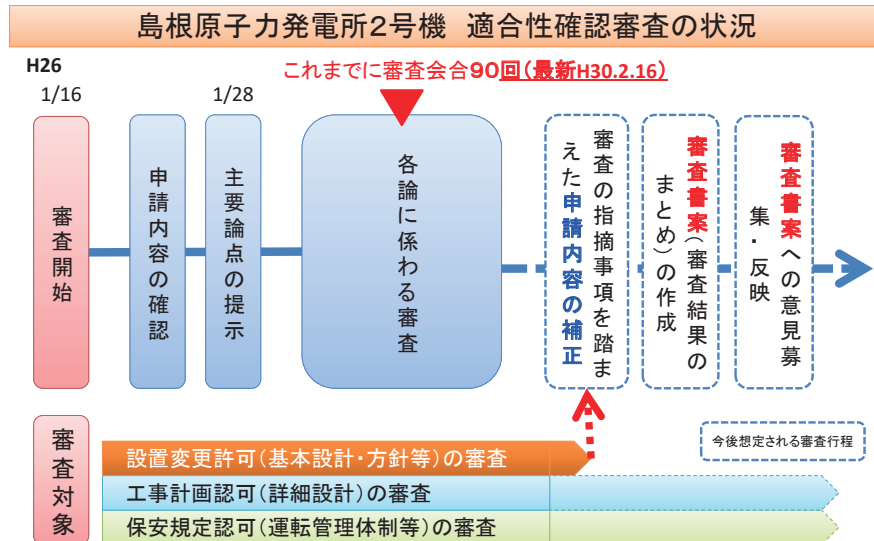 島根原子力発電所2号機 適合性確認審査の状況
H26
1/16
1/28
これまでに審査会合90回(最新H30.2.16)
審査開始
申請内容の確認
主要論点の提示
各論に係わる審査
審査の指摘事項を踏ま
えた申請内容の補正
審査書案(審査結果の
まとめ)の作成
審査書案への意見募
集・反映
今後想定される審査行程
審査対象
設置変更許可(基本設計・方針等)の審査
工事計画認可(詳細設計)の審査
保安規定認可(運転管理体制等)の審査